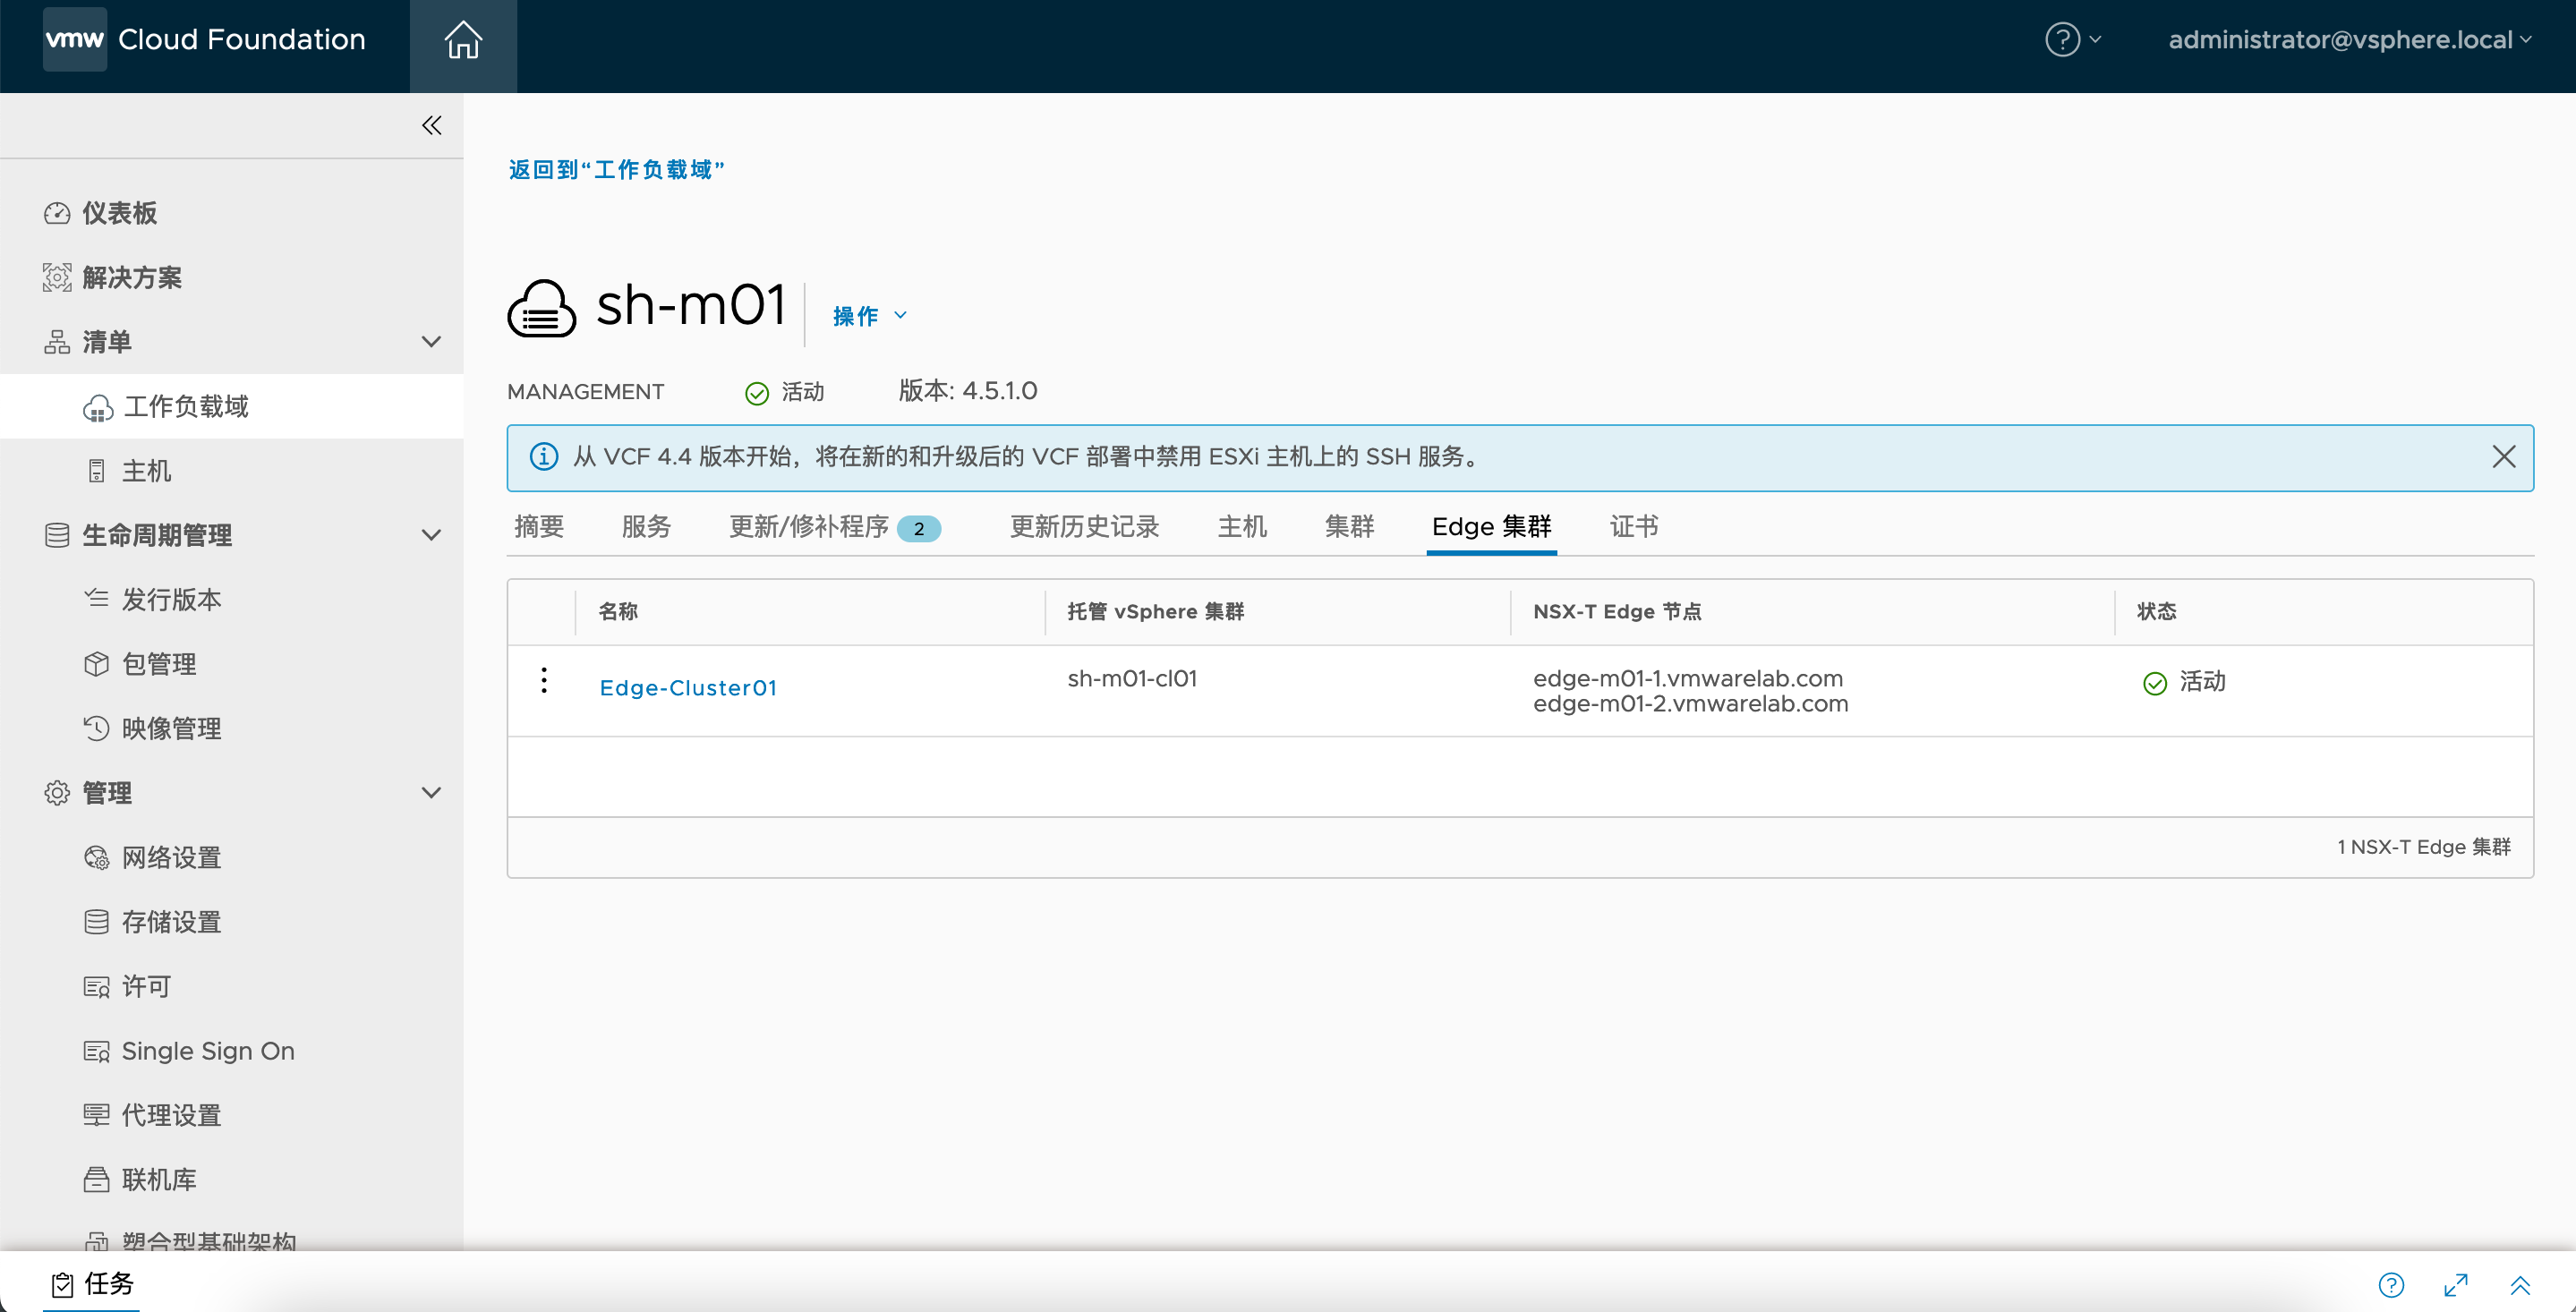 vmw Cloud Foundation
administrator@vsphere.local
仪表板
解决方案
清单
工作负载域
主机
生命周期管理
发行版本
包管理
映像管理
管理
网络设置
存储设置
许可
Single Sign On
代理设置
联机库
塑合型基础架构
返回到“工作负载域”
sh-m01
操作
MANAGEMENT 活动 版本: 4.5.1.0
从 VCF 4.4 版本开始，将在新的和升级后的 VCF 部署中禁用 ESXi 主机上的 SSH 服务。
摘要 服务 更新/修补程序 2 更新历史记录 主机 集群 Edge 集群 证书
名称 托管 vSphere 集群 NSX-T Edge 节点 状态
Edge-Cluster01 sh-m01-cl01 edge-m01-1.vmwarelab.com 活动
edge-m01-2.vmwarelab.com
1 NSX-T Edge 集群
任务